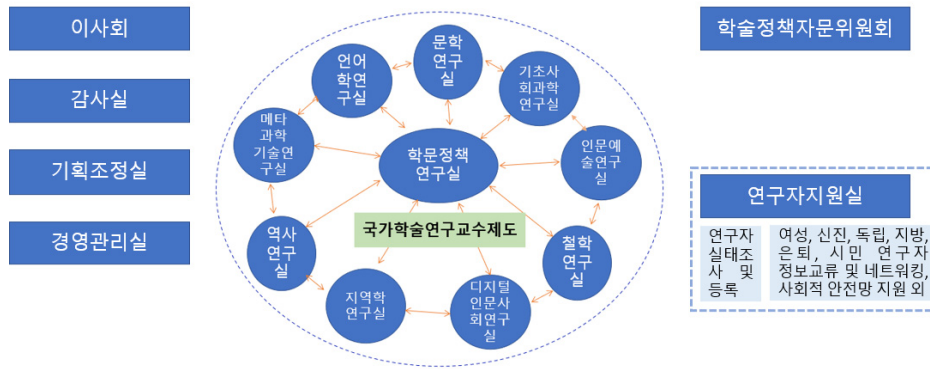 이사회
감사실
기획조정실
경영관리실
문학
연구
실
언어
학연
구실
기초사
회과학
연구실
메타
과학
기술연
구실
학문정책
연구실
인문예
술연구
실
국가학술연구교수제도
역사
연구
실
철학
연구
실
지역학
연구실
디지털
인문사
회연구
실
학술정책자문위원회
연구자지원실
연구자
실태조
사 및
등록
여성, 신진, 독립, 지방,
은퇴, 시민 연구자
정보교류 및 네트워킹,
사회적 안전망 지원 외